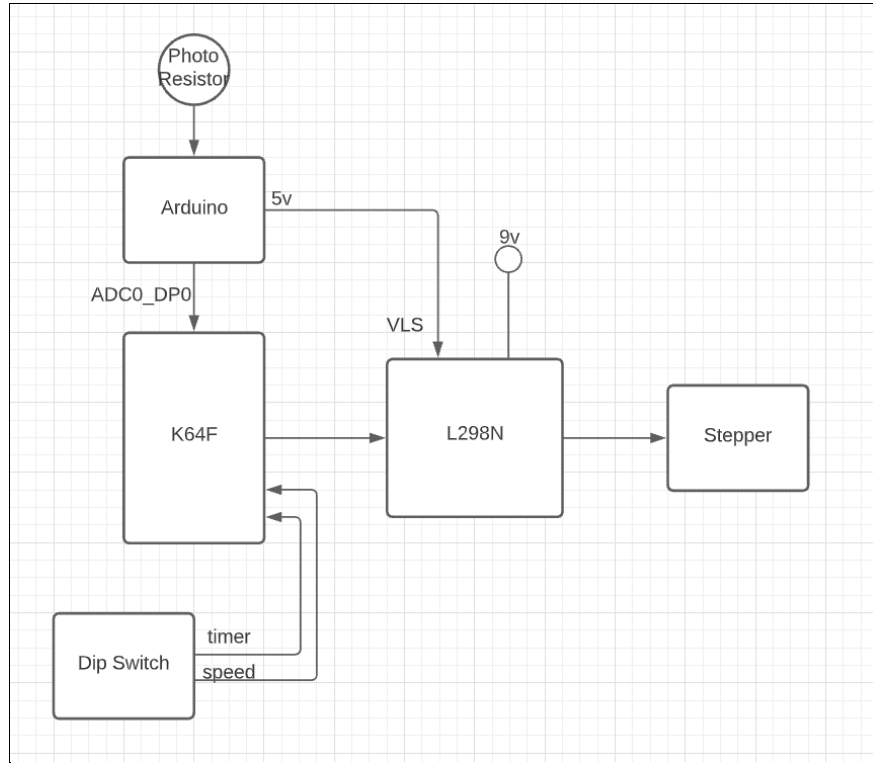 Photo
Resistor
Arduino
5v
9v
ADC0_DP0
VLS
K64F
L298N
Stepper
timer
Dip Switch
speed